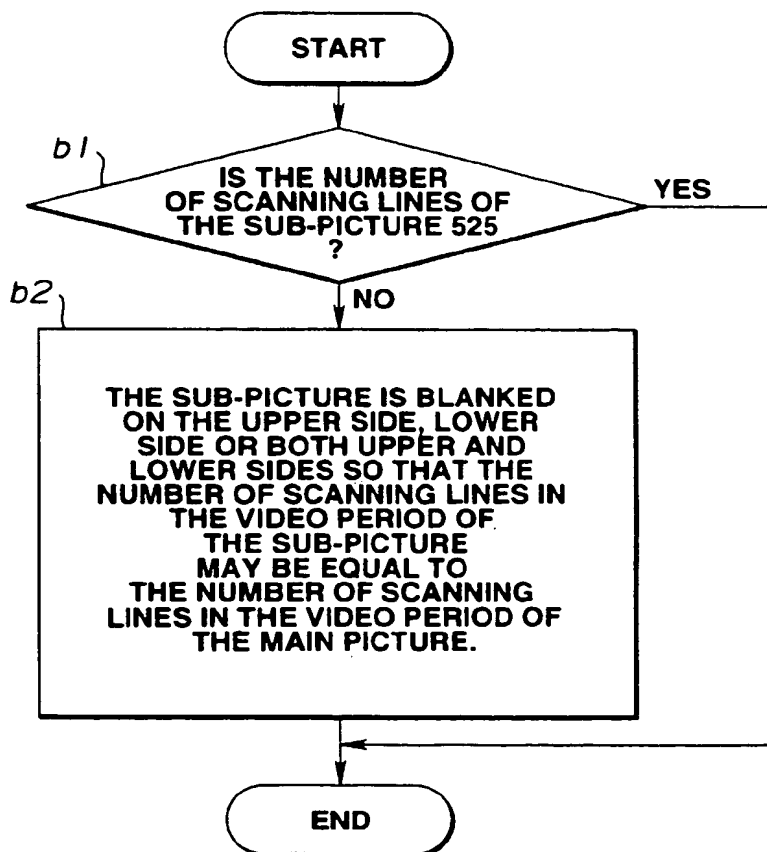 START
b1
IS THE NUMBER
OF SCANNING LINES OF
THE SUB-PICTURE 525
?
YES
NO
b2
THE SUB-PICTURE IS BLANKED
ON THE UPPER SIDE, LOWER
SIDE OR BOTH UPPER AND
LOWER SIDES SO THAT THE
NUMBER OF SCANNING LINES IN
THE VIDEO PERIOD OF
THE SUB-PICTURE
MAY BE EQUAL TO
THE NUMBER OF SCANNING
LINES IN THE VIDEO PERIOD OF
THE MAIN PICTURE.
END